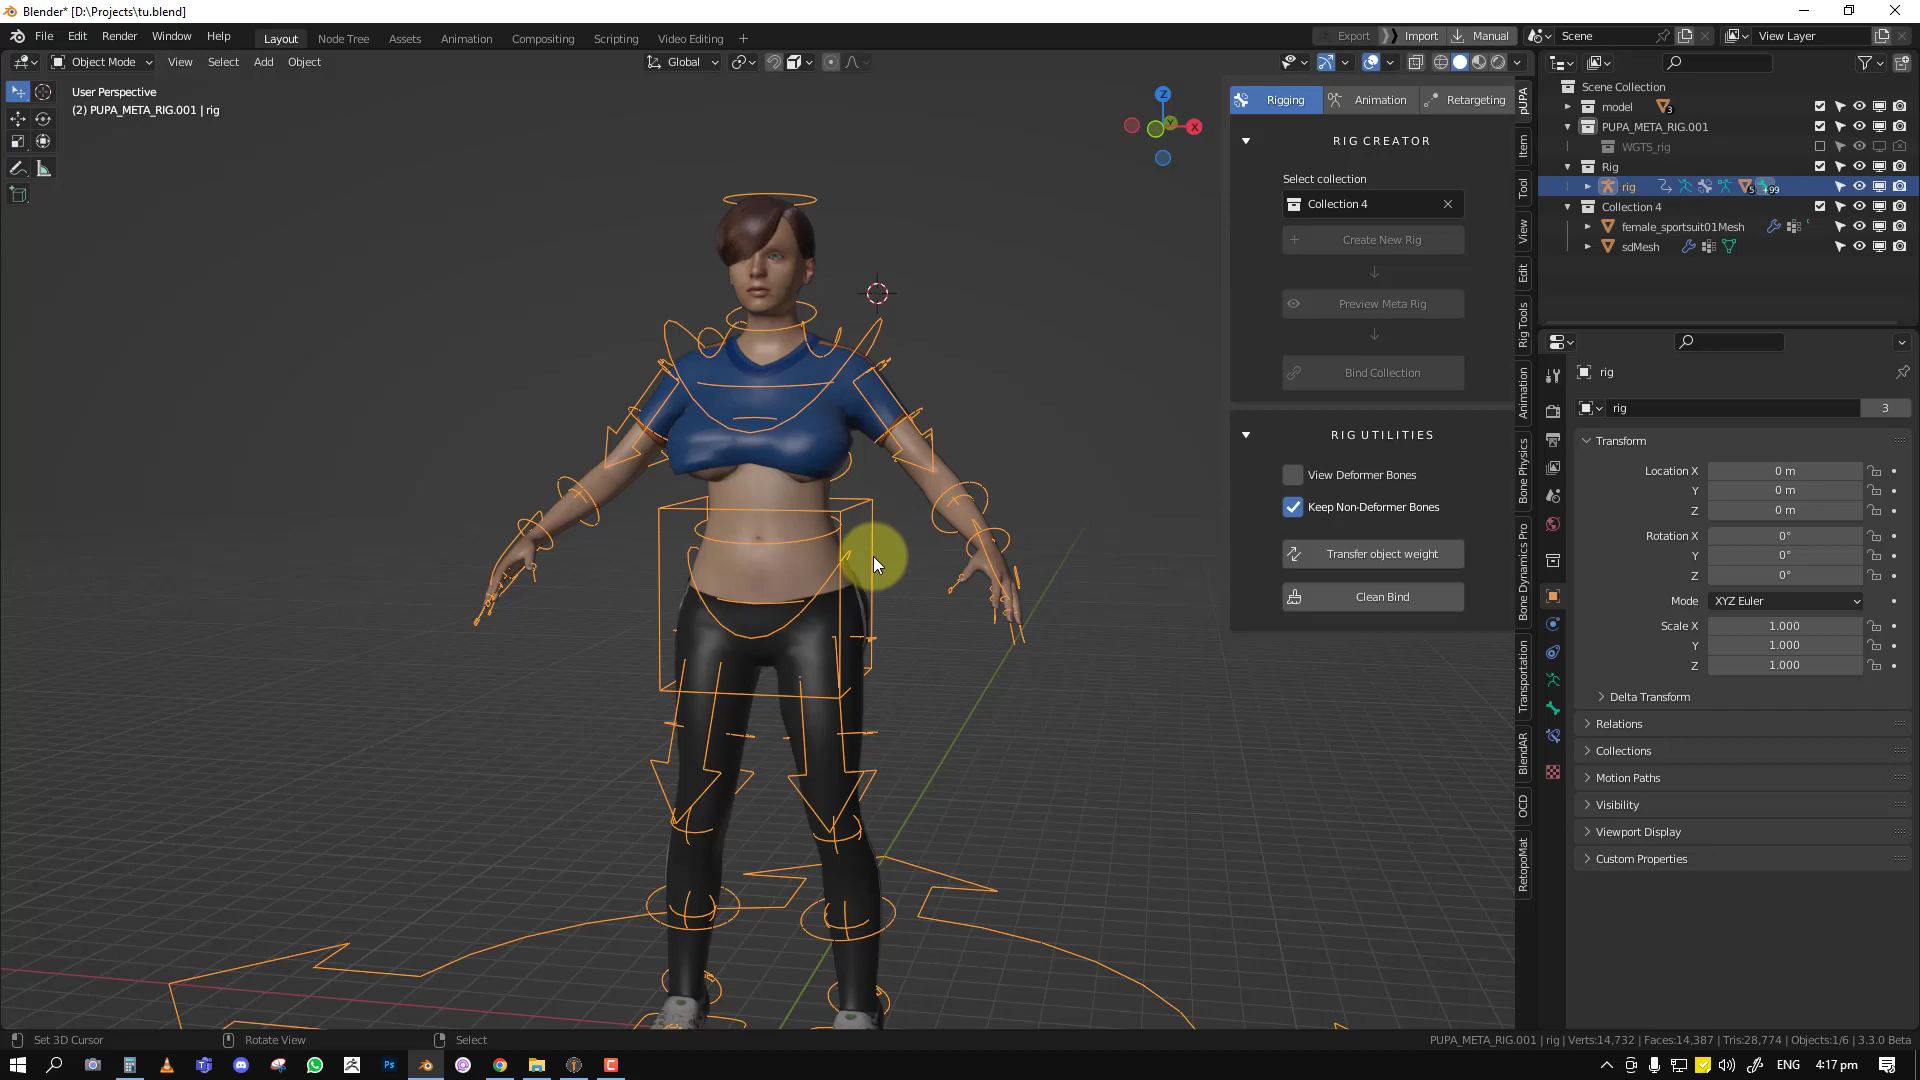 Blender* [D:\Projects\tu.blend]
File Edit Render Window Help
Layout Node Tree Assets Animation Compositing Scripting Video Editing +
Export Import Manual Scene View Layer
Object Mode View Select Add Object
Global
User Perspective
(2) PUPA_META_RIG.001 | rig
Z
Y
X
Rigging Animation Retargeting
RIG CREATOR
Select collection
Collection 4
Create New Rig
Preview Meta Rig
Bind Collection
RIG UTILITIES
View Deformer Bones
Keep Non-Deformer Bones
Transfer object weight
Clean Bind
pUPA
Item
Tool
View
Edit
Rig Tools
Animation
Bone Physics
Bone Dynamics Pro
Transportation
BlendAR
OCD
RetopoMat
Scene Collection
model 3
PUPA_META_RIG.001
WGTS_rig
Rig
rig 5 +99
Collection 4
female_sportsuit01Mesh
sdMesh
rig
rig 3
Transform
Location X 0 m
Y 0 m
Z 0 m
Rotation X 0°
Y 0°
Z 0°
Mode XYZ Euler
Scale X 1.000
Y 1.000
Z 1.000
Delta Transform
Relations
Collections
Motion Paths
Visibility
Viewport Display
Custom Properties
Set 3D Cursor Rotate View Select
PUPA_META_RIG.001 | rig | Verts:14,732 | Faces:14,387 | Tris:28,774 | Objects:1/6 | 3.3.0 Beta
Ps
ENG 4:17 pm